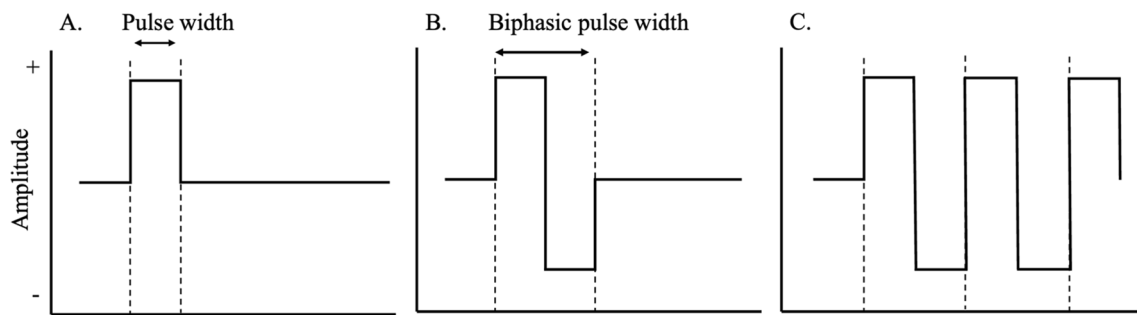 A.
Pulse width
B.
Biphasic pulse width
C.
+
Amplitude
-